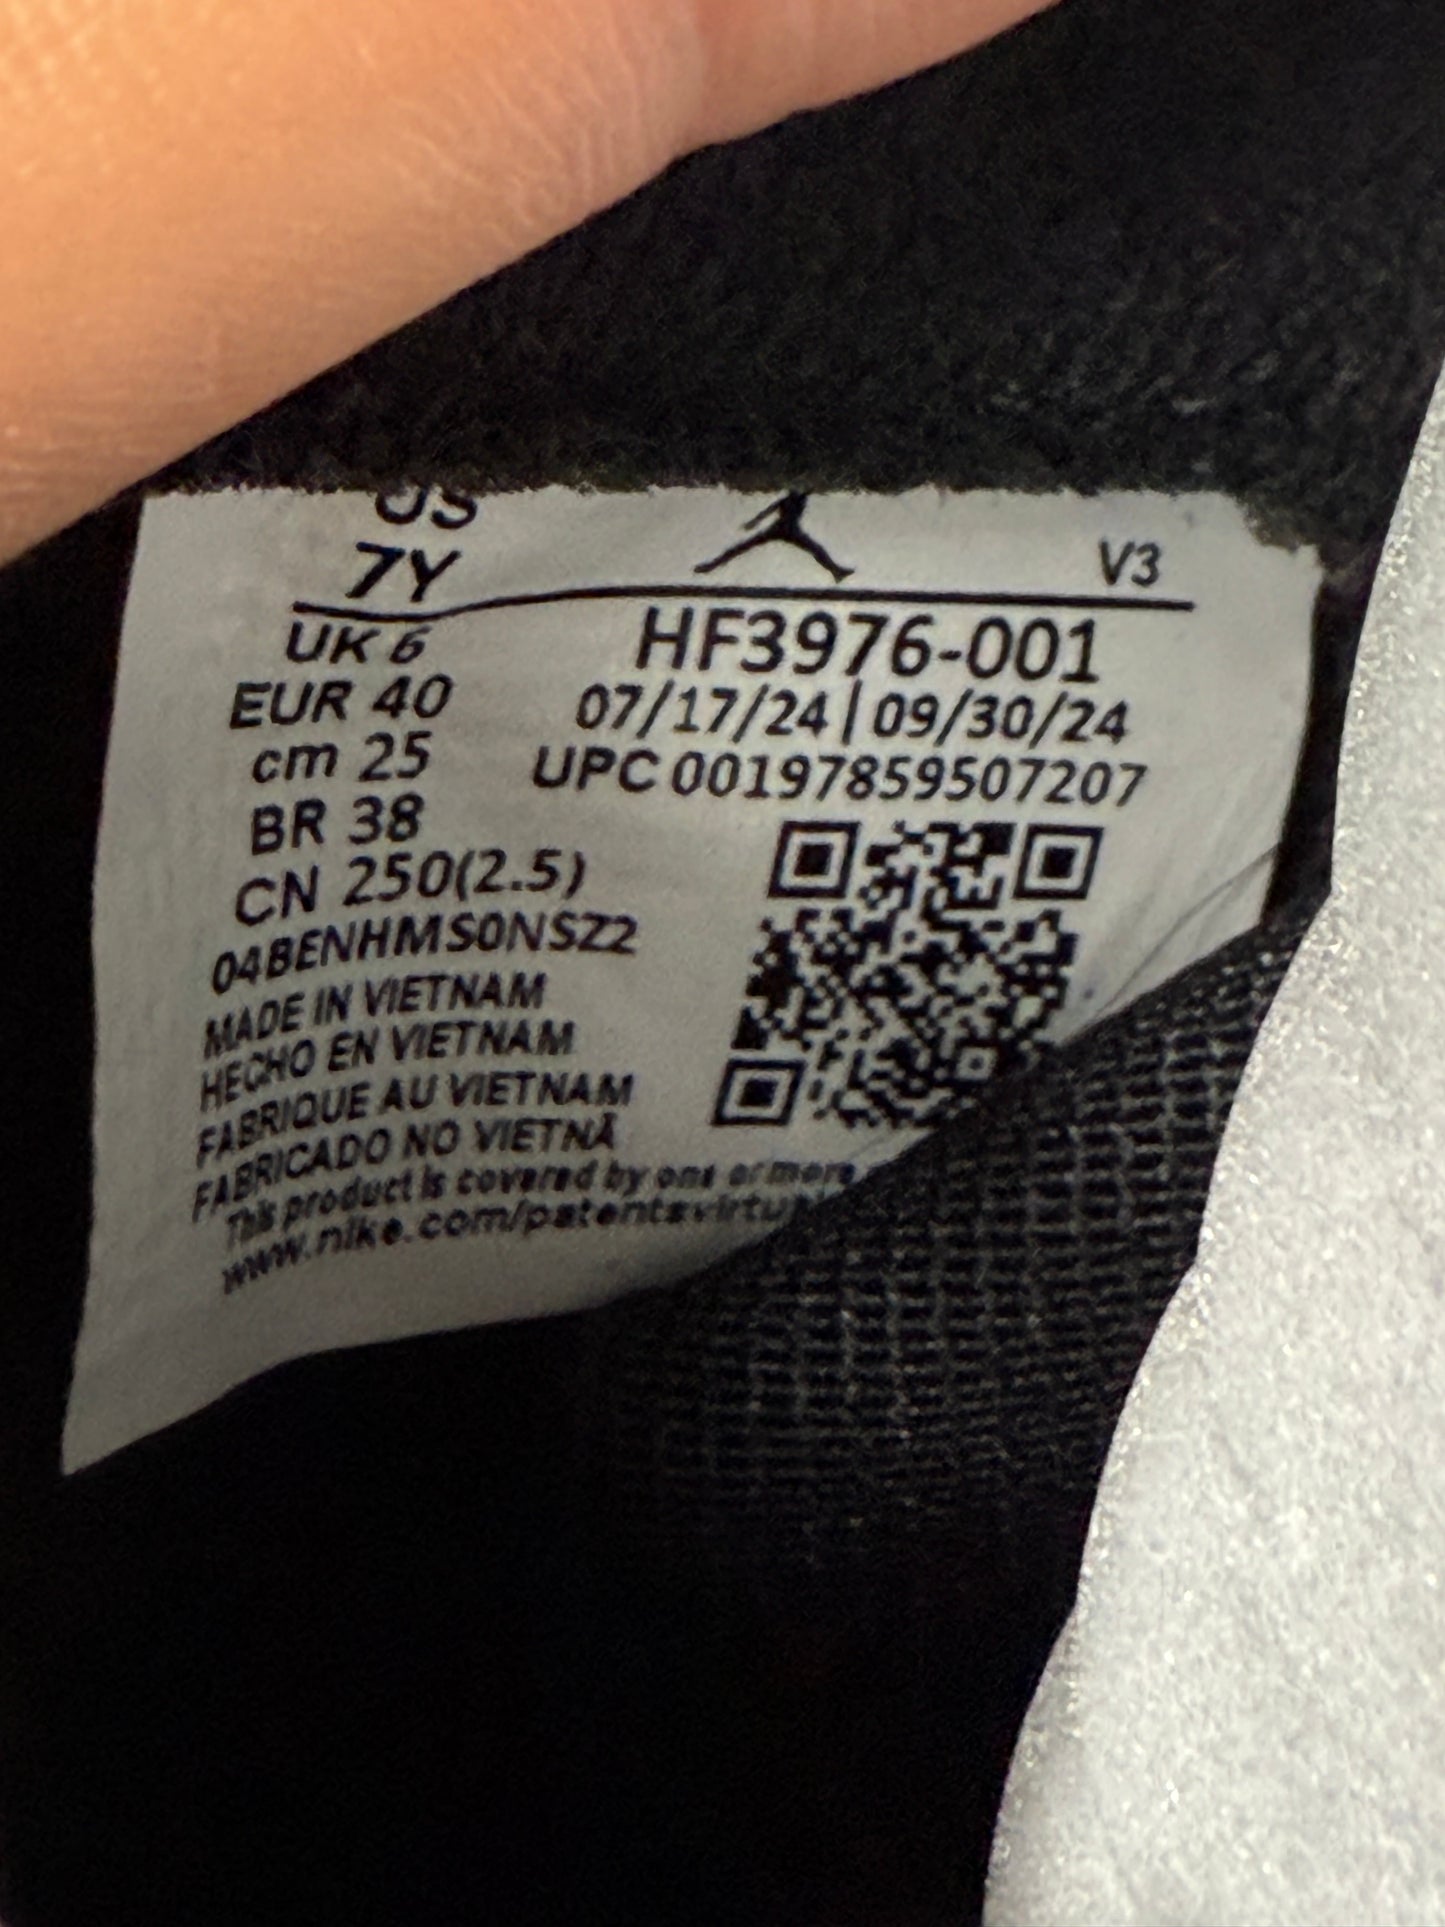 US
7Y
V3
UK 6
EUR 40
cm 25
BR 38
CN 250(2.5)
HF3976-001
07/17/24 | 09/30/24
UPC 00197859507207
04BENHMS0NSZ2
MADE IN VIETNAM
HECHO EN VIETNAM
FABRIQUE AU VIETNAM
FABRICADO NO VIETNÃ
This product is covered by one or more
www.nike.com/patentsvirtu